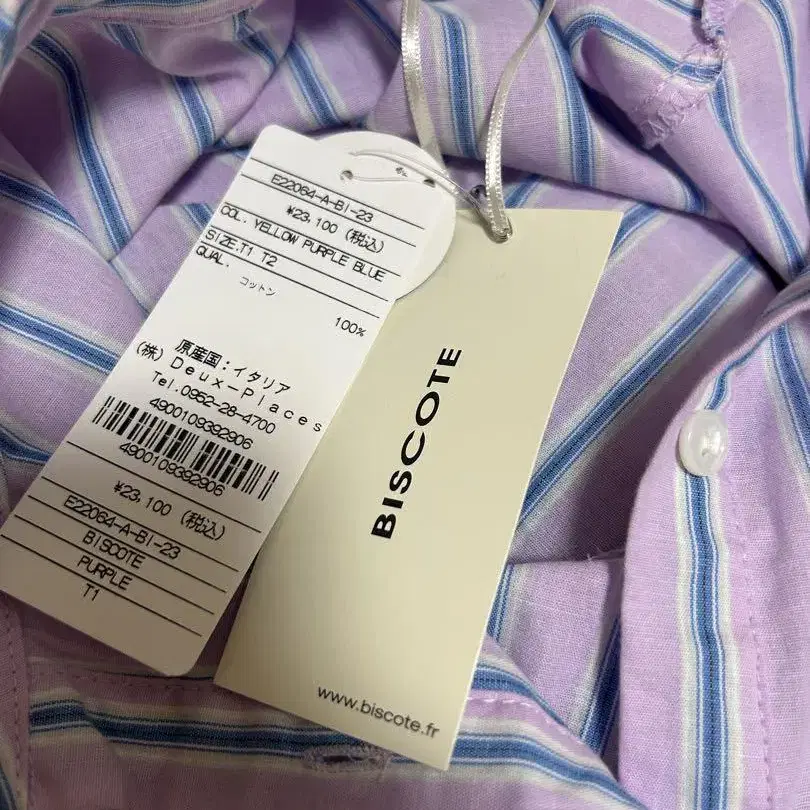 E22064-A-BI-23
¥23,100 (税込)
COL. YELLOW PURPLE BLUE
SIZE.T1 T2
QUAL.
コットン 100%
原産国：イタリア
(株) Deux-Places
Tel.0952-28-4700
4900109392906
4900109392906
¥23,100 (税込)
E22064-A-BI-23
BISCOTE
PURPLE
T1
BISCOTE
www.biscote.fr